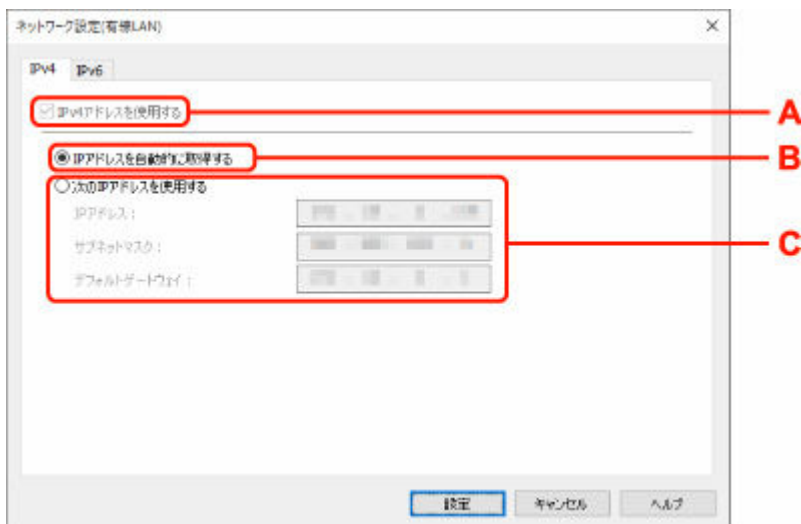 ネットワーク設定(有線LAN)
IPv4 IPv6
IPv4アドレスを使用する
A
IPアドレスを自動的に取得する
B
次のIPアドレスを使用する
IPアドレス:
サブネットマスク:
C
デフォルトゲートウェイ:
設定 キャンセル ヘルプ